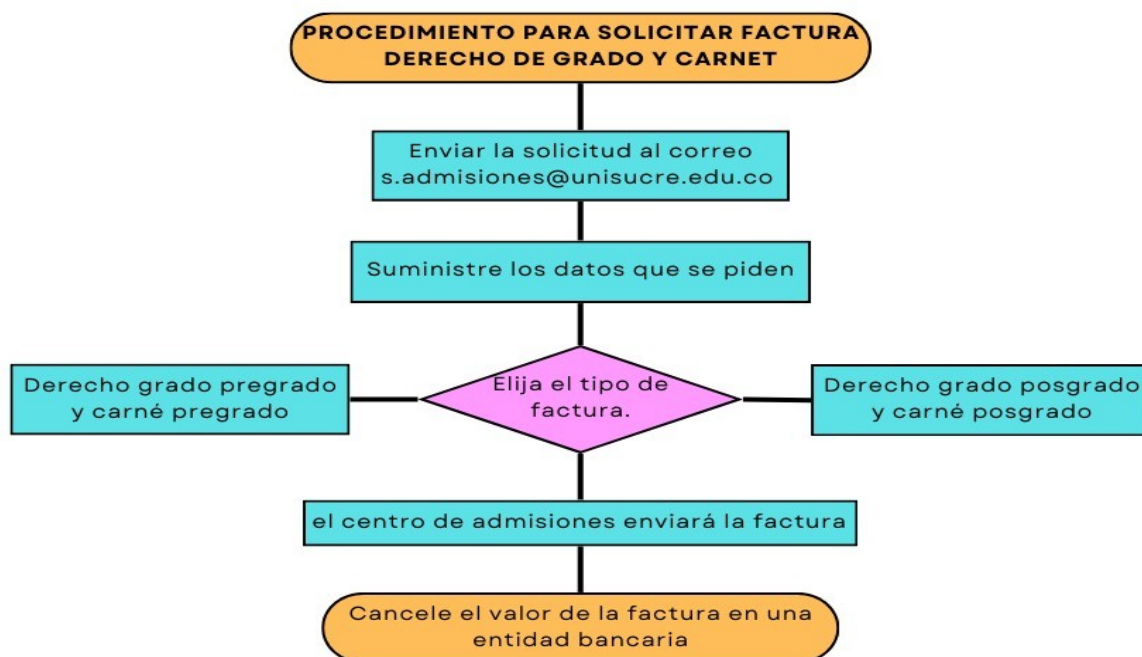 PROCEDIMIENTO PARA SOLICITAR FACTURA
DERECHO DE GRADO Y CARNET
Enviar la solicitud al correo
s.admisiones@unisucre.edu.co
Suministre los datos que se piden
Elija el tipo de
factura.
Derecho grado pregrado
y carné pregrado
Derecho grado posgrado
y carné posgrado
el centro de admisiones enviará la factura
Cancele el valor de la factura en una
entidad bancaria